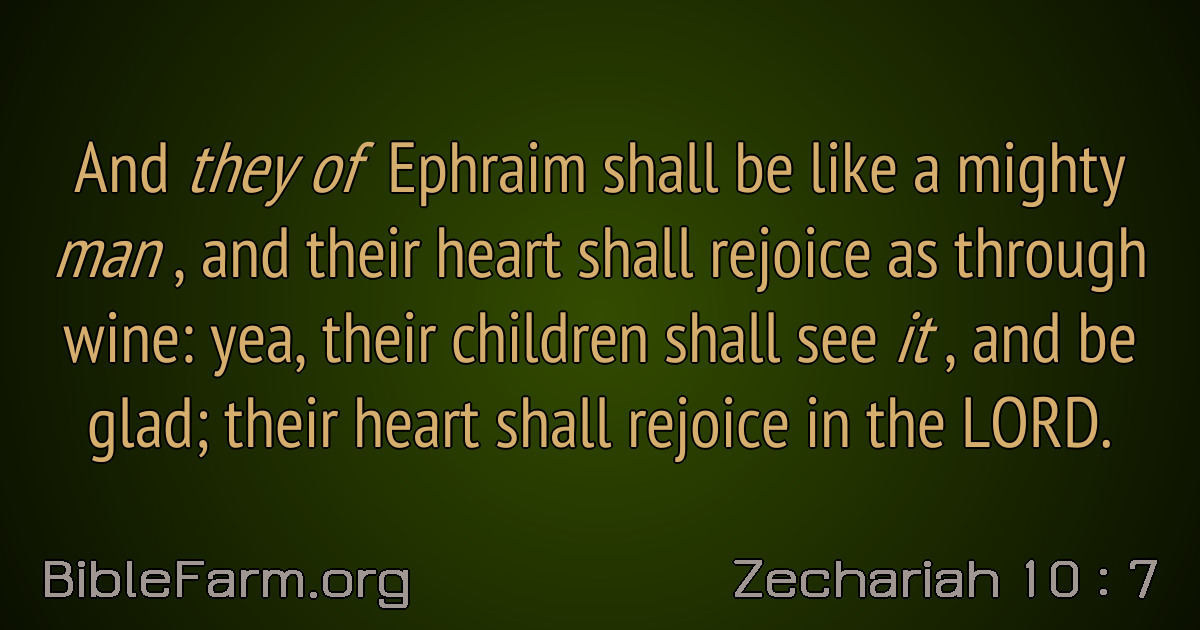 And they of Ephraim shall be like a mighty
man , and their heart shall rejoice as through
wine: yea, their children shall see it , and be
glad; their heart shall rejoice in the LORD.
BibleFarm.org
Zechariah 10 : 7